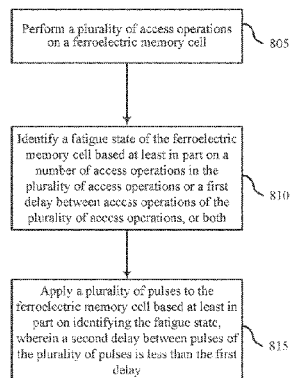 Perform a plurality of access operations
on a ferroelectric memory cell
805
Identify a fatigue state of the ferroelectric
memory cell based at least in part on a
number of access operations in the
plurality of access operations or a first
delay between access operations of the
plurality of access operations, or both
810
Apply a plurality of pulses to the
ferroelectric memory cell based at least in
part on identifying the fatigue state,
wherein a second delay between pulses of
the plurality of pulses is less than the first
delay
815